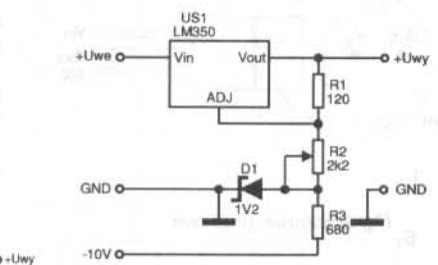 US1
LM350
+Uwe
Vin
Vout
+Uwy
ADJ
R1
120
R2
2k2
D1
GND
1V2
GND
R3
680
-10V
+Uwy